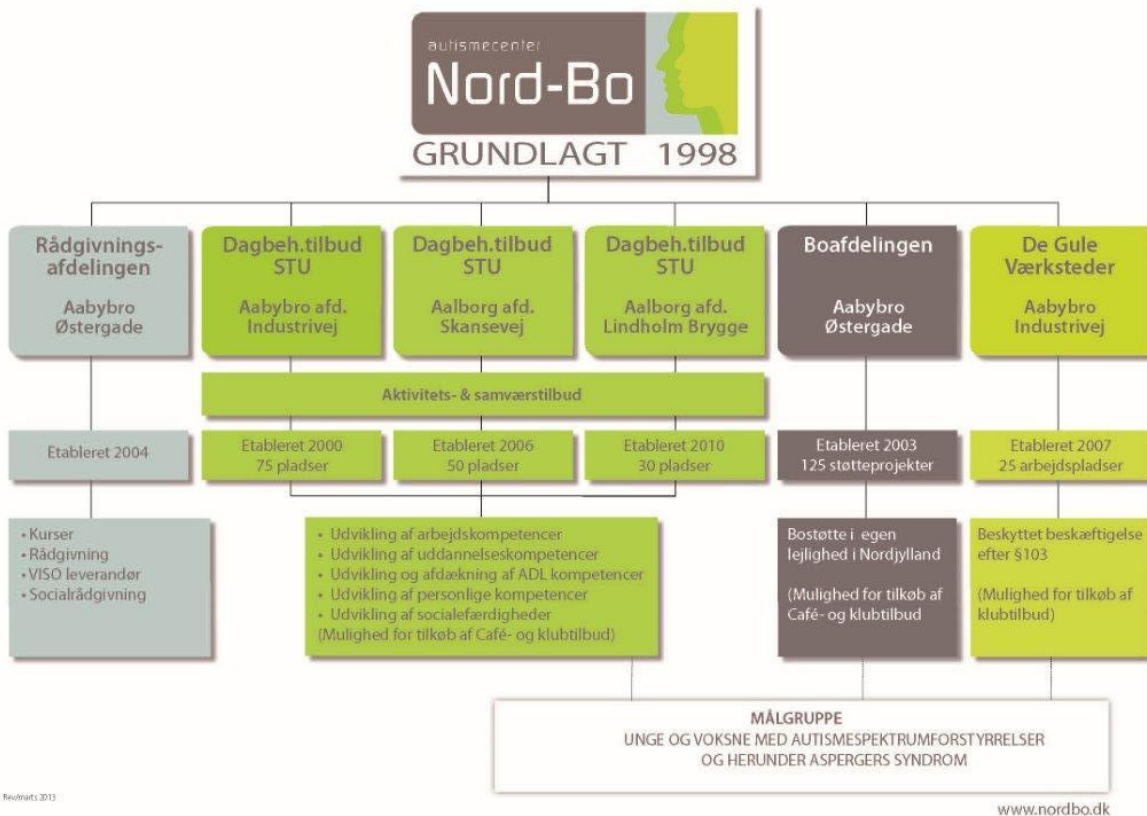 autismecenter
Nord-Bo
GRUNDLAGT 1998
Rådgivnings-
afdelingen
Aabybro
Østergade
Dagbeh.tilbud
STU
Aabybro afd.
Industrivej
Dagbeh.tilbud
STU
Aalborg afd.
Skansevej
Dagbeh.tilbud
STU
Aalborg afd.
Lindholm Brygge
Boafdelingen
Aabybro
Østergade
De Gule
Værksteder
Aabybro
Industrivej
Aktivitets- & samværstilbud
Etableret 2004
Etableret 2000
75 pladser
Etableret 2006
50 pladser
Etableret 2010
30 pladser
Etableret 2003
125 støtteprojekter
Etableret 2007
25 arbejdspladser
• Kurser
• Rådgivning
• VISO leverandør
• Socialrådgivning
• Udvikling af arbejdskompetencer
• Udvikling af uddannelseskompetencer
• Udvikling og afdækning af ADL kompetencer
• Udvikling af personlige kompetencer
• Udvikling af socialefærdigheder
(Mulighed for tilkøb af Café- og klubtilbud)
Bostøtte i egen
lejlighed i Nordjylland
(Mulighed for tilkøb af
Café- og klubtilbud
Beskyttet beskæftigelse
efter §103
(Mulighed for tilkøb af
klubtilbud)
MÅLGRUPPE
UNGE OG VOKSNE MED AUTISMESPEKTRUMFORSTYRRELSER
OG HERUNDER ASPERGERS SYNDROM
Rev/marts 2013
www.nordbo.dk